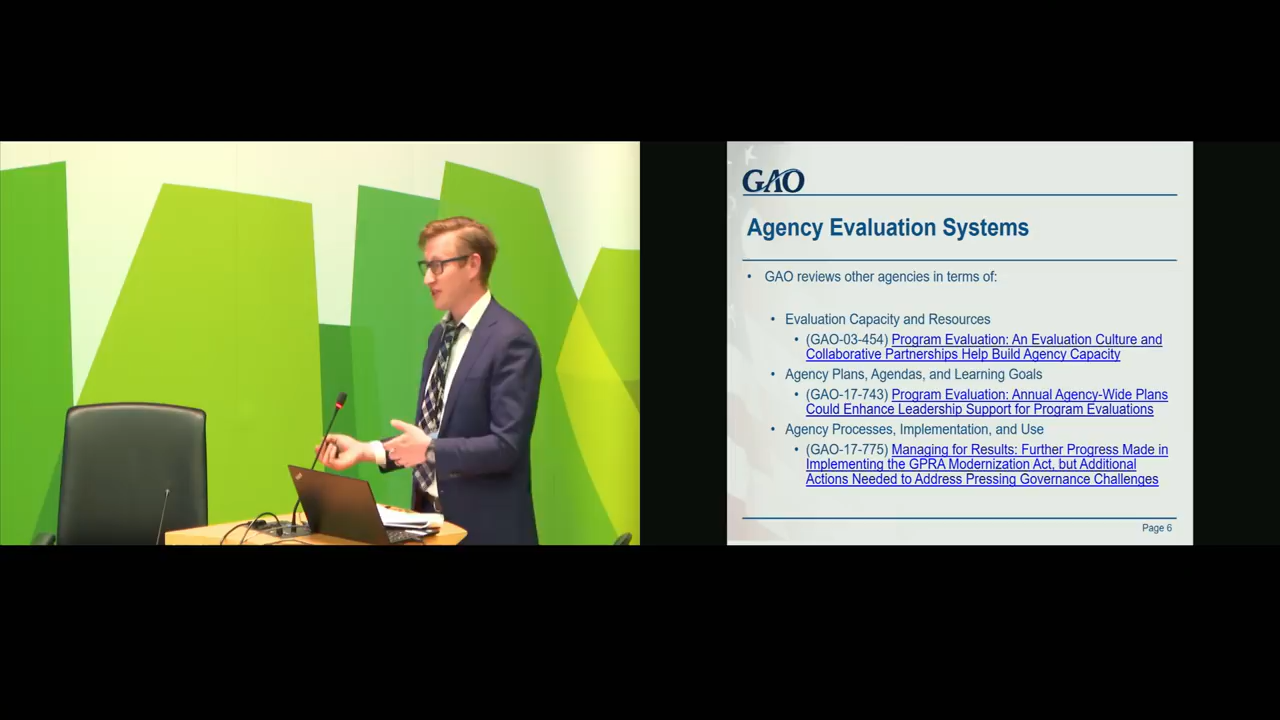 GAO
Agency Evaluation Systems
• GAO reviews other agencies in terms of:
• Evaluation Capacity and Resources
• (GAO-03-454) Program Evaluation: An Evaluation Culture and
Collaborative Partnerships Help Build Agency Capacity
• Agency Plans, Agendas, and Learning Goals
• (GAO-17-743) Program Evaluation: Annual Agency-Wide Plans
Could Enhance Leadership Support for Program Evaluations
• Agency Processes, Implementation, and Use
• (GAO-17-775) Managing for Results: Further Progress Made in
Implementing the GPRA Modernization Act, but Additional
Actions Needed to Address Pressing Governance Challenges
Page 6